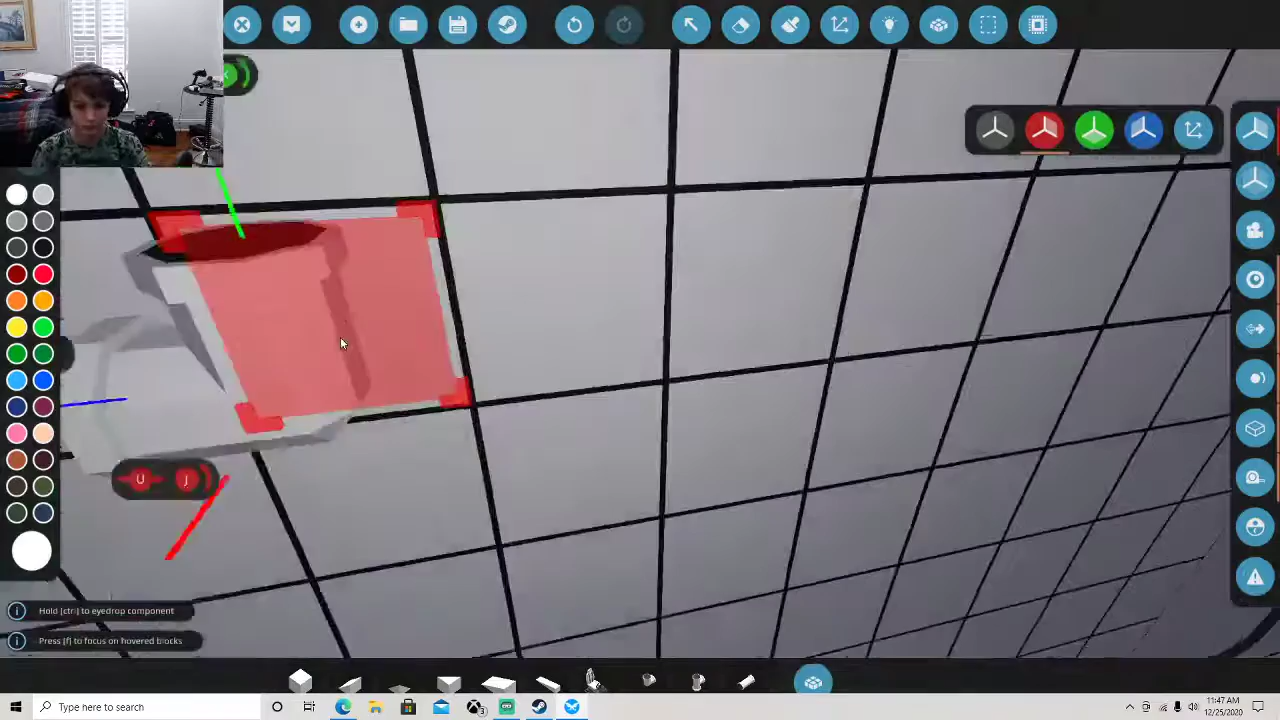 U J
Hold [ctrl] to eyedrop component
Press [f] to focus on hovered blocks
Type here to search
11:47 AM
12/25/2020